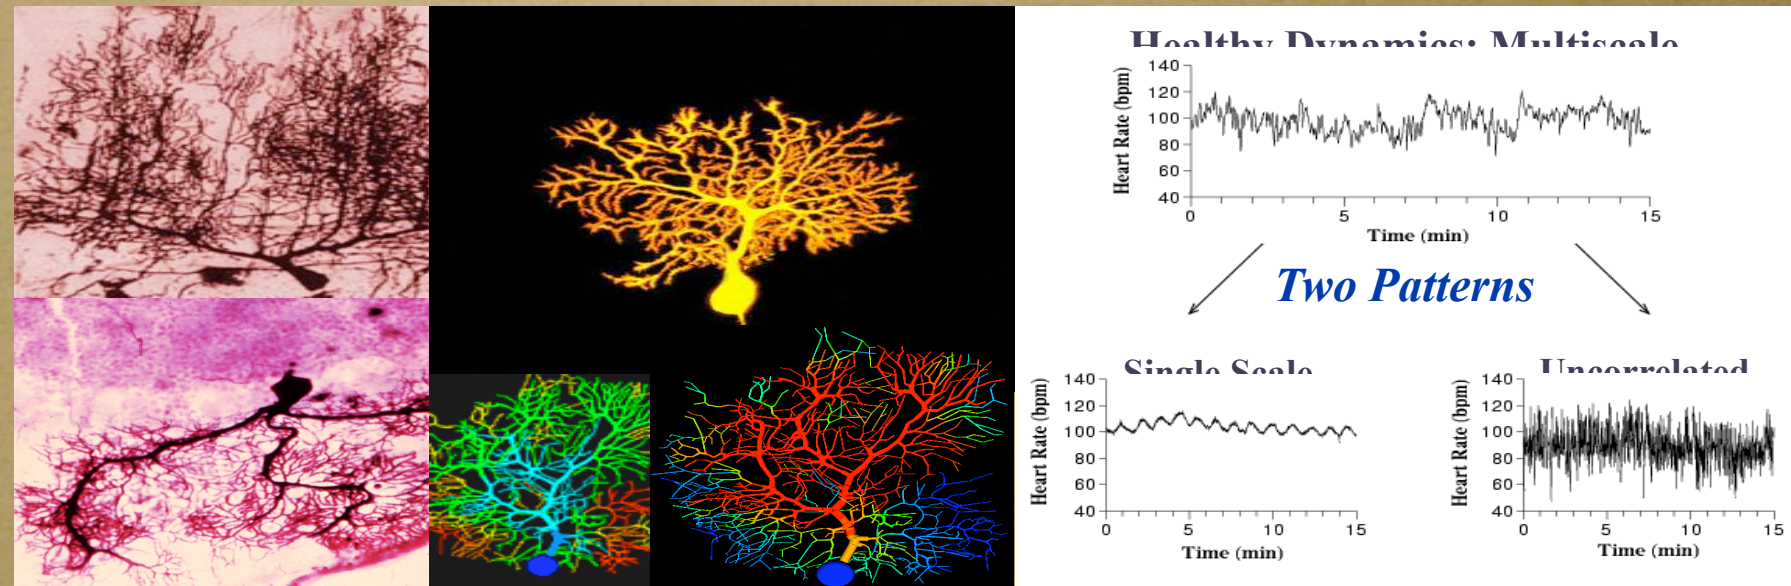 Healthy Dynamics: Multiscale
140
120
100
80
60
40
Heart Rate (bpm)
0 5 10 15
Time (min)
Two Patterns
Single Scale
140
120
100
80
60
40
Heart Rate (bpm)
0 5 10 15
Time (min)
Uncorrelated
140
120
100
80
60
40
Heart Rate (bpm)
0 5 10 15
Time (min)